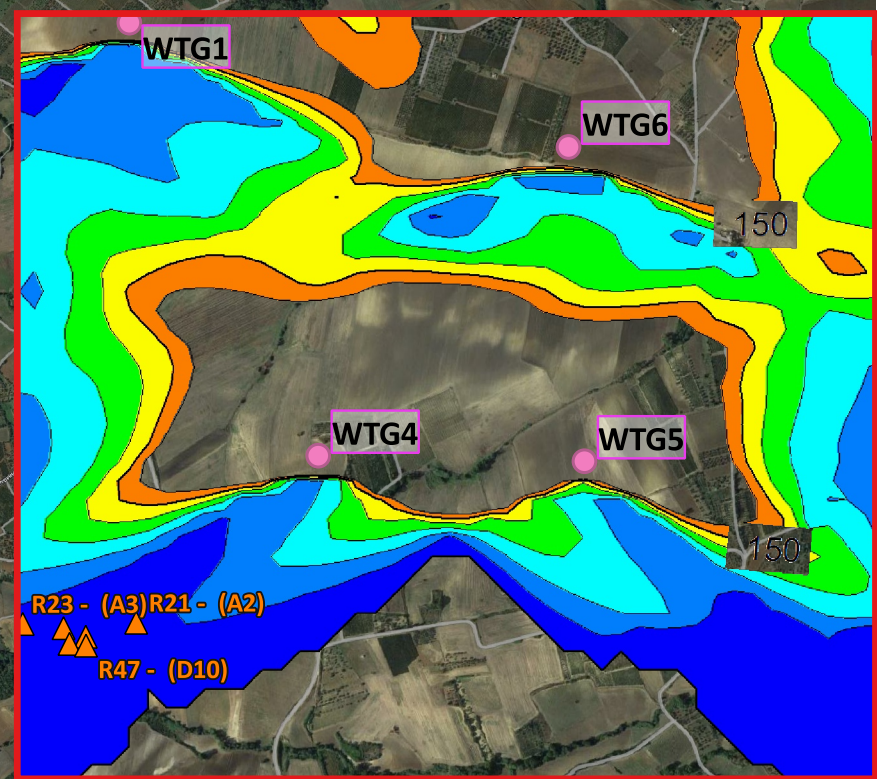 WTG1
WTG6
150
WTG4
WTG5
150
R23 - (A3) R21 - (A2)
R47 - (D10)